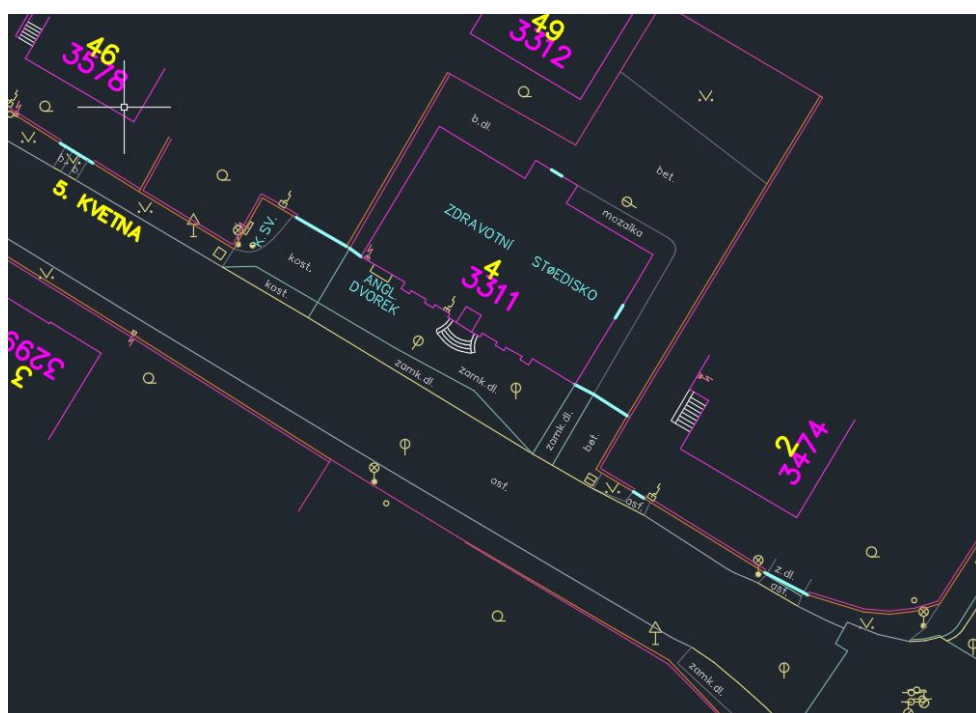 49
3312
46
3578
b.dl.
bet.
b.
b.
5. KVETNA
K.SV.
mozaika
ZDRAVOTNÍ
STøEDISKO
kost.
kost.
ANGL.
DVOREK
4
3311
3299
3
zamk.dl.
zamk.dl.
zamk.dl.
bet.
2
3474
asf.
asf.
z.dl.
asf.
zamk.dl.